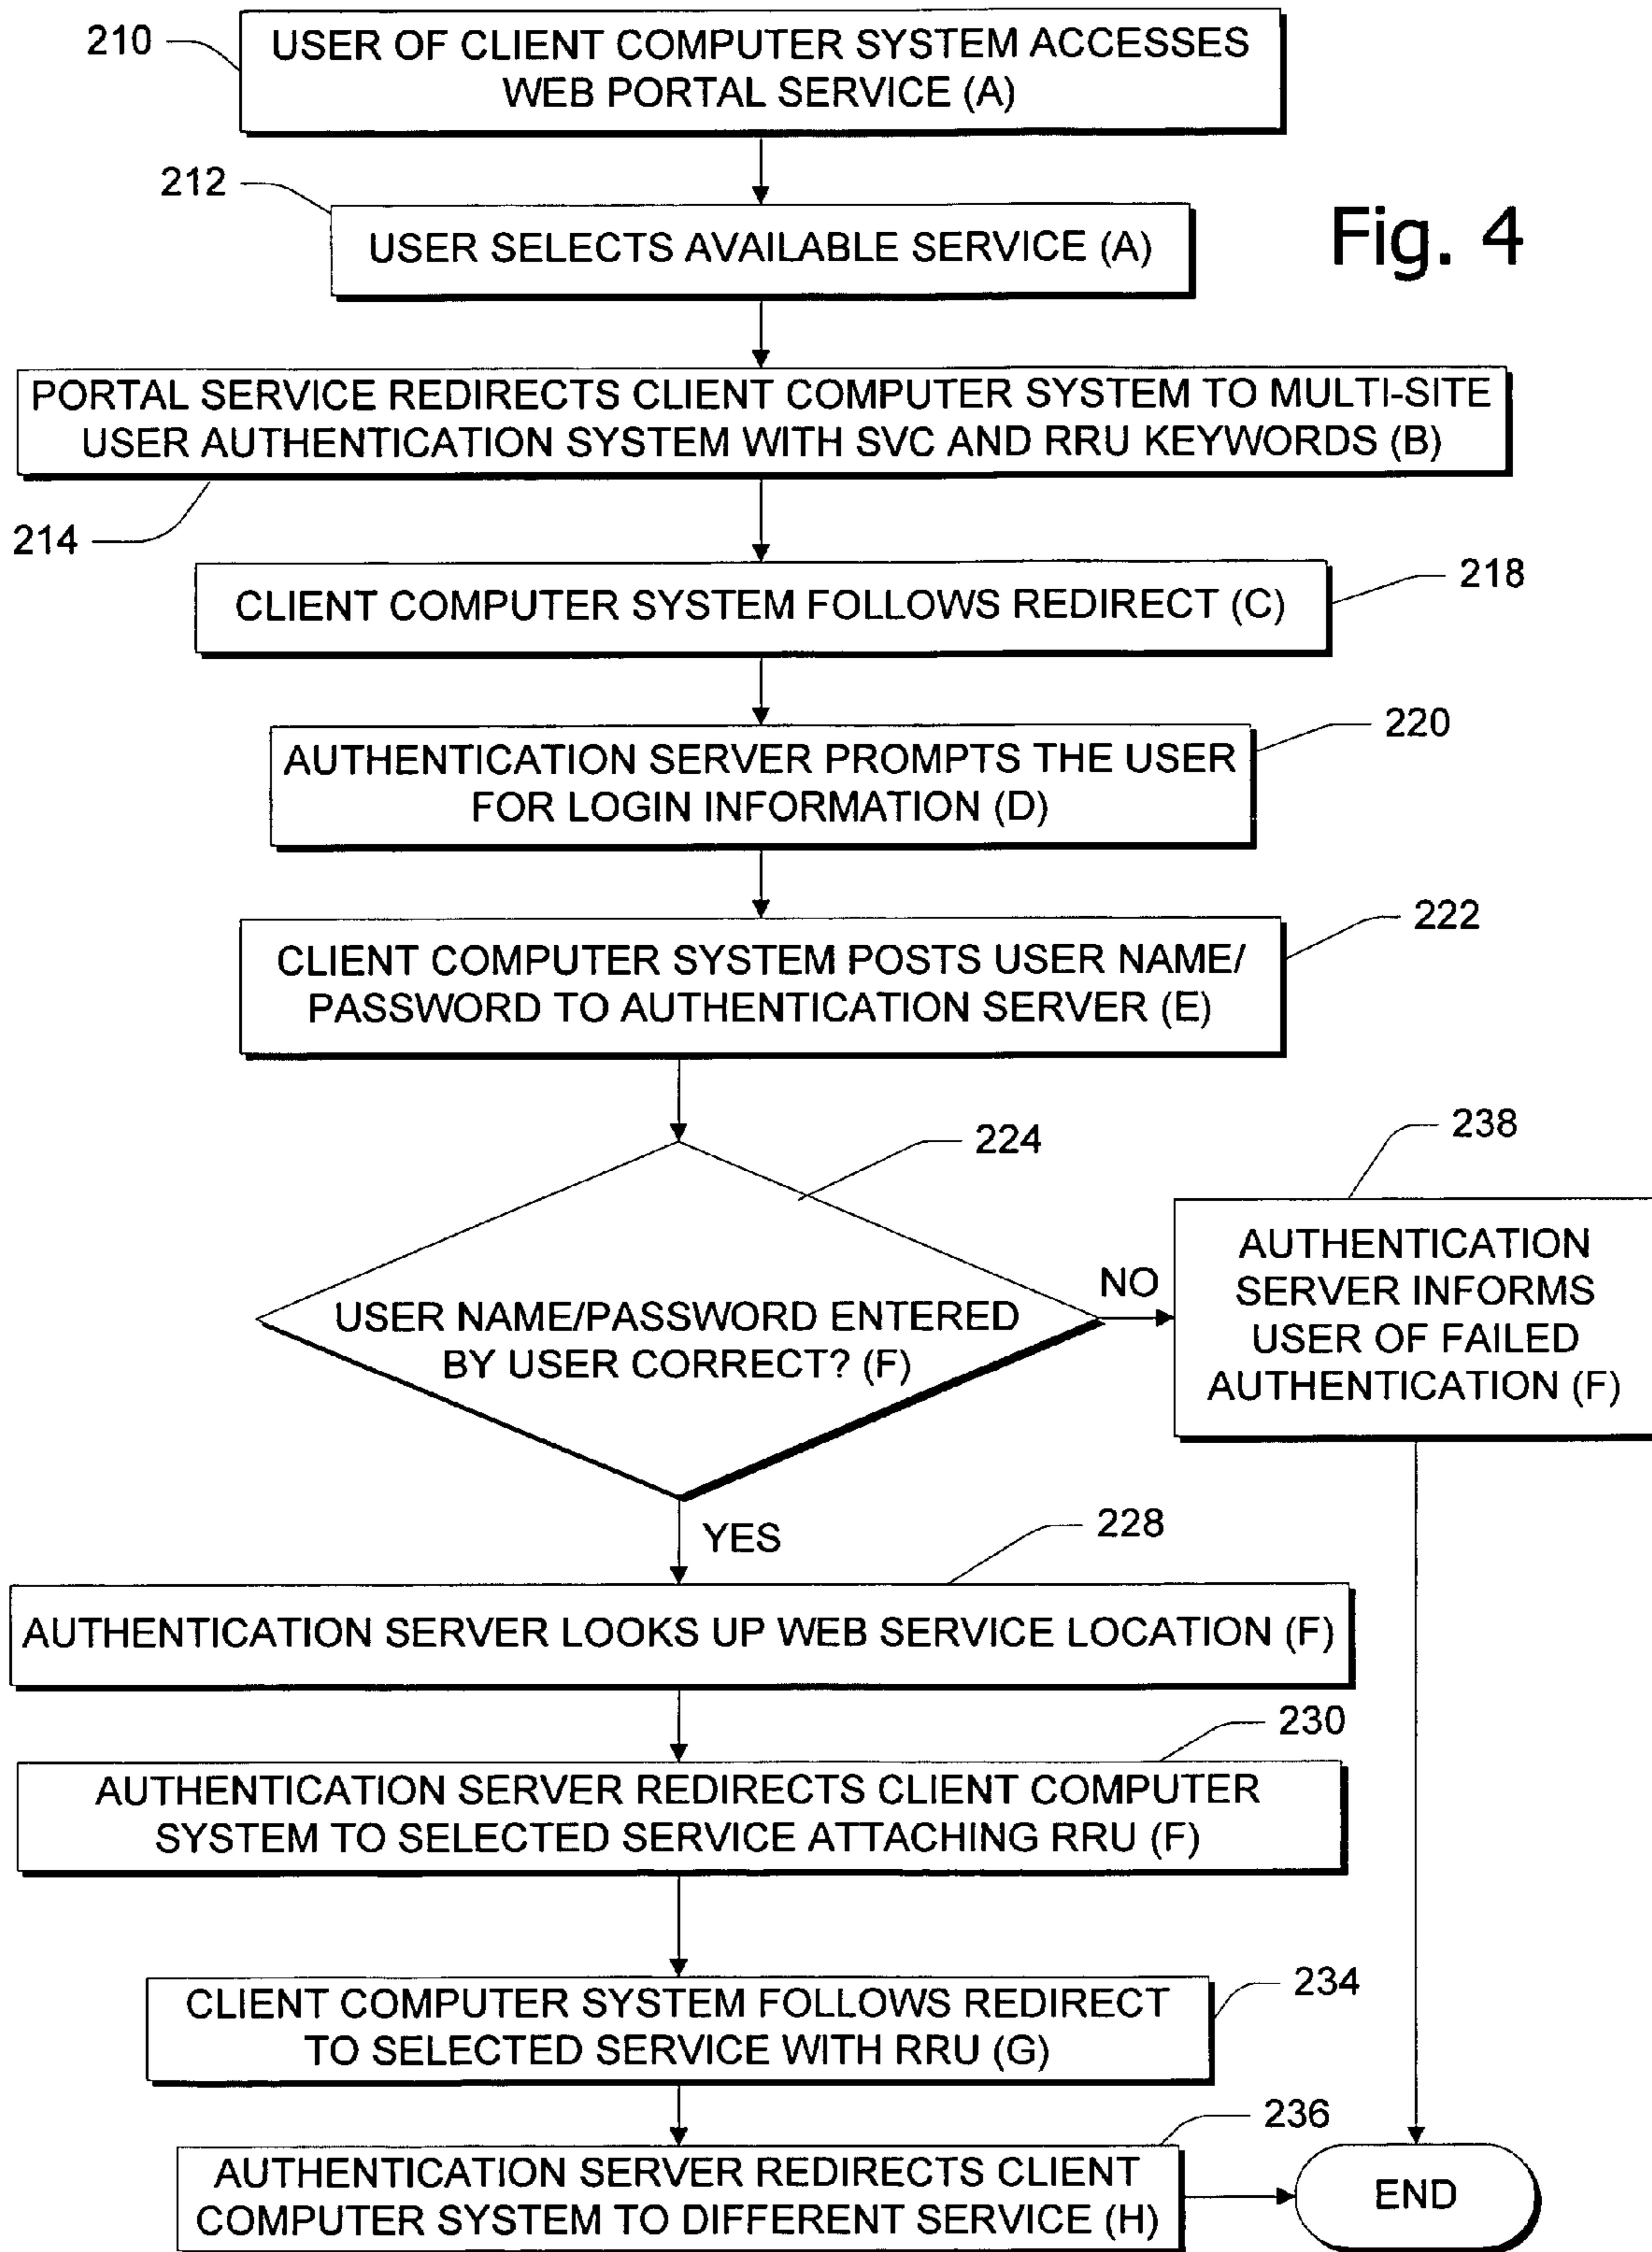 210
USER OF CLIENT COMPUTER SYSTEM ACCESSES
WEB PORTAL SERVICE (A)
212
USER SELECTS AVAILABLE SERVICE (A)
Fig. 4
PORTAL SERVICE REDIRECTS CLIENT COMPUTER SYSTEM TO MULTI-SITE
USER AUTHENTICATION SYSTEM WITH SVC AND RRU KEYWORDS (B)
214
CLIENT COMPUTER SYSTEM FOLLOWS REDIRECT (C)
218
AUTHENTICATION SERVER PROMPTS THE USER
FOR LOGIN INFORMATION (D)
220
CLIENT COMPUTER SYSTEM POSTS USER NAME/
PASSWORD TO AUTHENTICATION SERVER (E)
222
224
USER NAME/PASSWORD ENTERED
BY USER CORRECT? (F)
NO
238
AUTHENTICATION
SERVER INFORMS
USER OF FAILED
AUTHENTICATION (F)
YES
228
AUTHENTICATION SERVER LOOKS UP WEB SERVICE LOCATION (F)
230
AUTHENTICATION SERVER REDIRECTS CLIENT COMPUTER
SYSTEM TO SELECTED SERVICE ATTACHING RRU (F)
234
CLIENT COMPUTER SYSTEM FOLLOWS REDIRECT
TO SELECTED SERVICE WITH RRU (G)
236
AUTHENTICATION SERVER REDIRECTS CLIENT
COMPUTER SYSTEM TO DIFFERENT SERVICE (H)
END